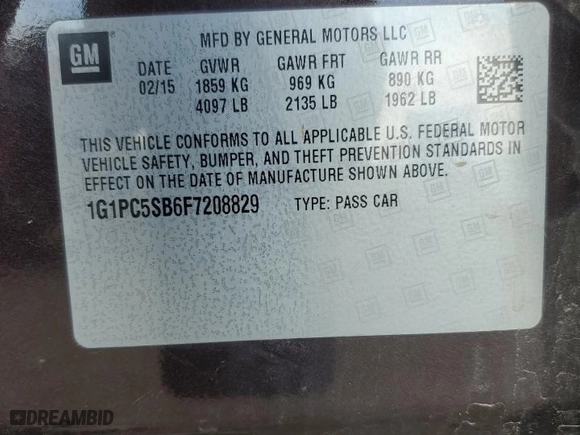 GM
MFD BY GENERAL MOTORS LLC
DATE GVWR GAWR FRT GAWR RR
02/15 1859 KG 969 KG 890 KG
4097 LB 2135 LB 1962 LB
THIS VEHICLE CONFORMS TO ALL APPLICABLE U.S. FEDERAL MOTOR
VEHICLE SAFETY, BUMPER, AND THEFT PREVENTION STANDARDS IN
EFFECT ON THE DATE OF MANUFACTURE SHOWN ABOVE.
1G1PC5SB6F7208829 TYPE: PASS CAR
DREAMBID